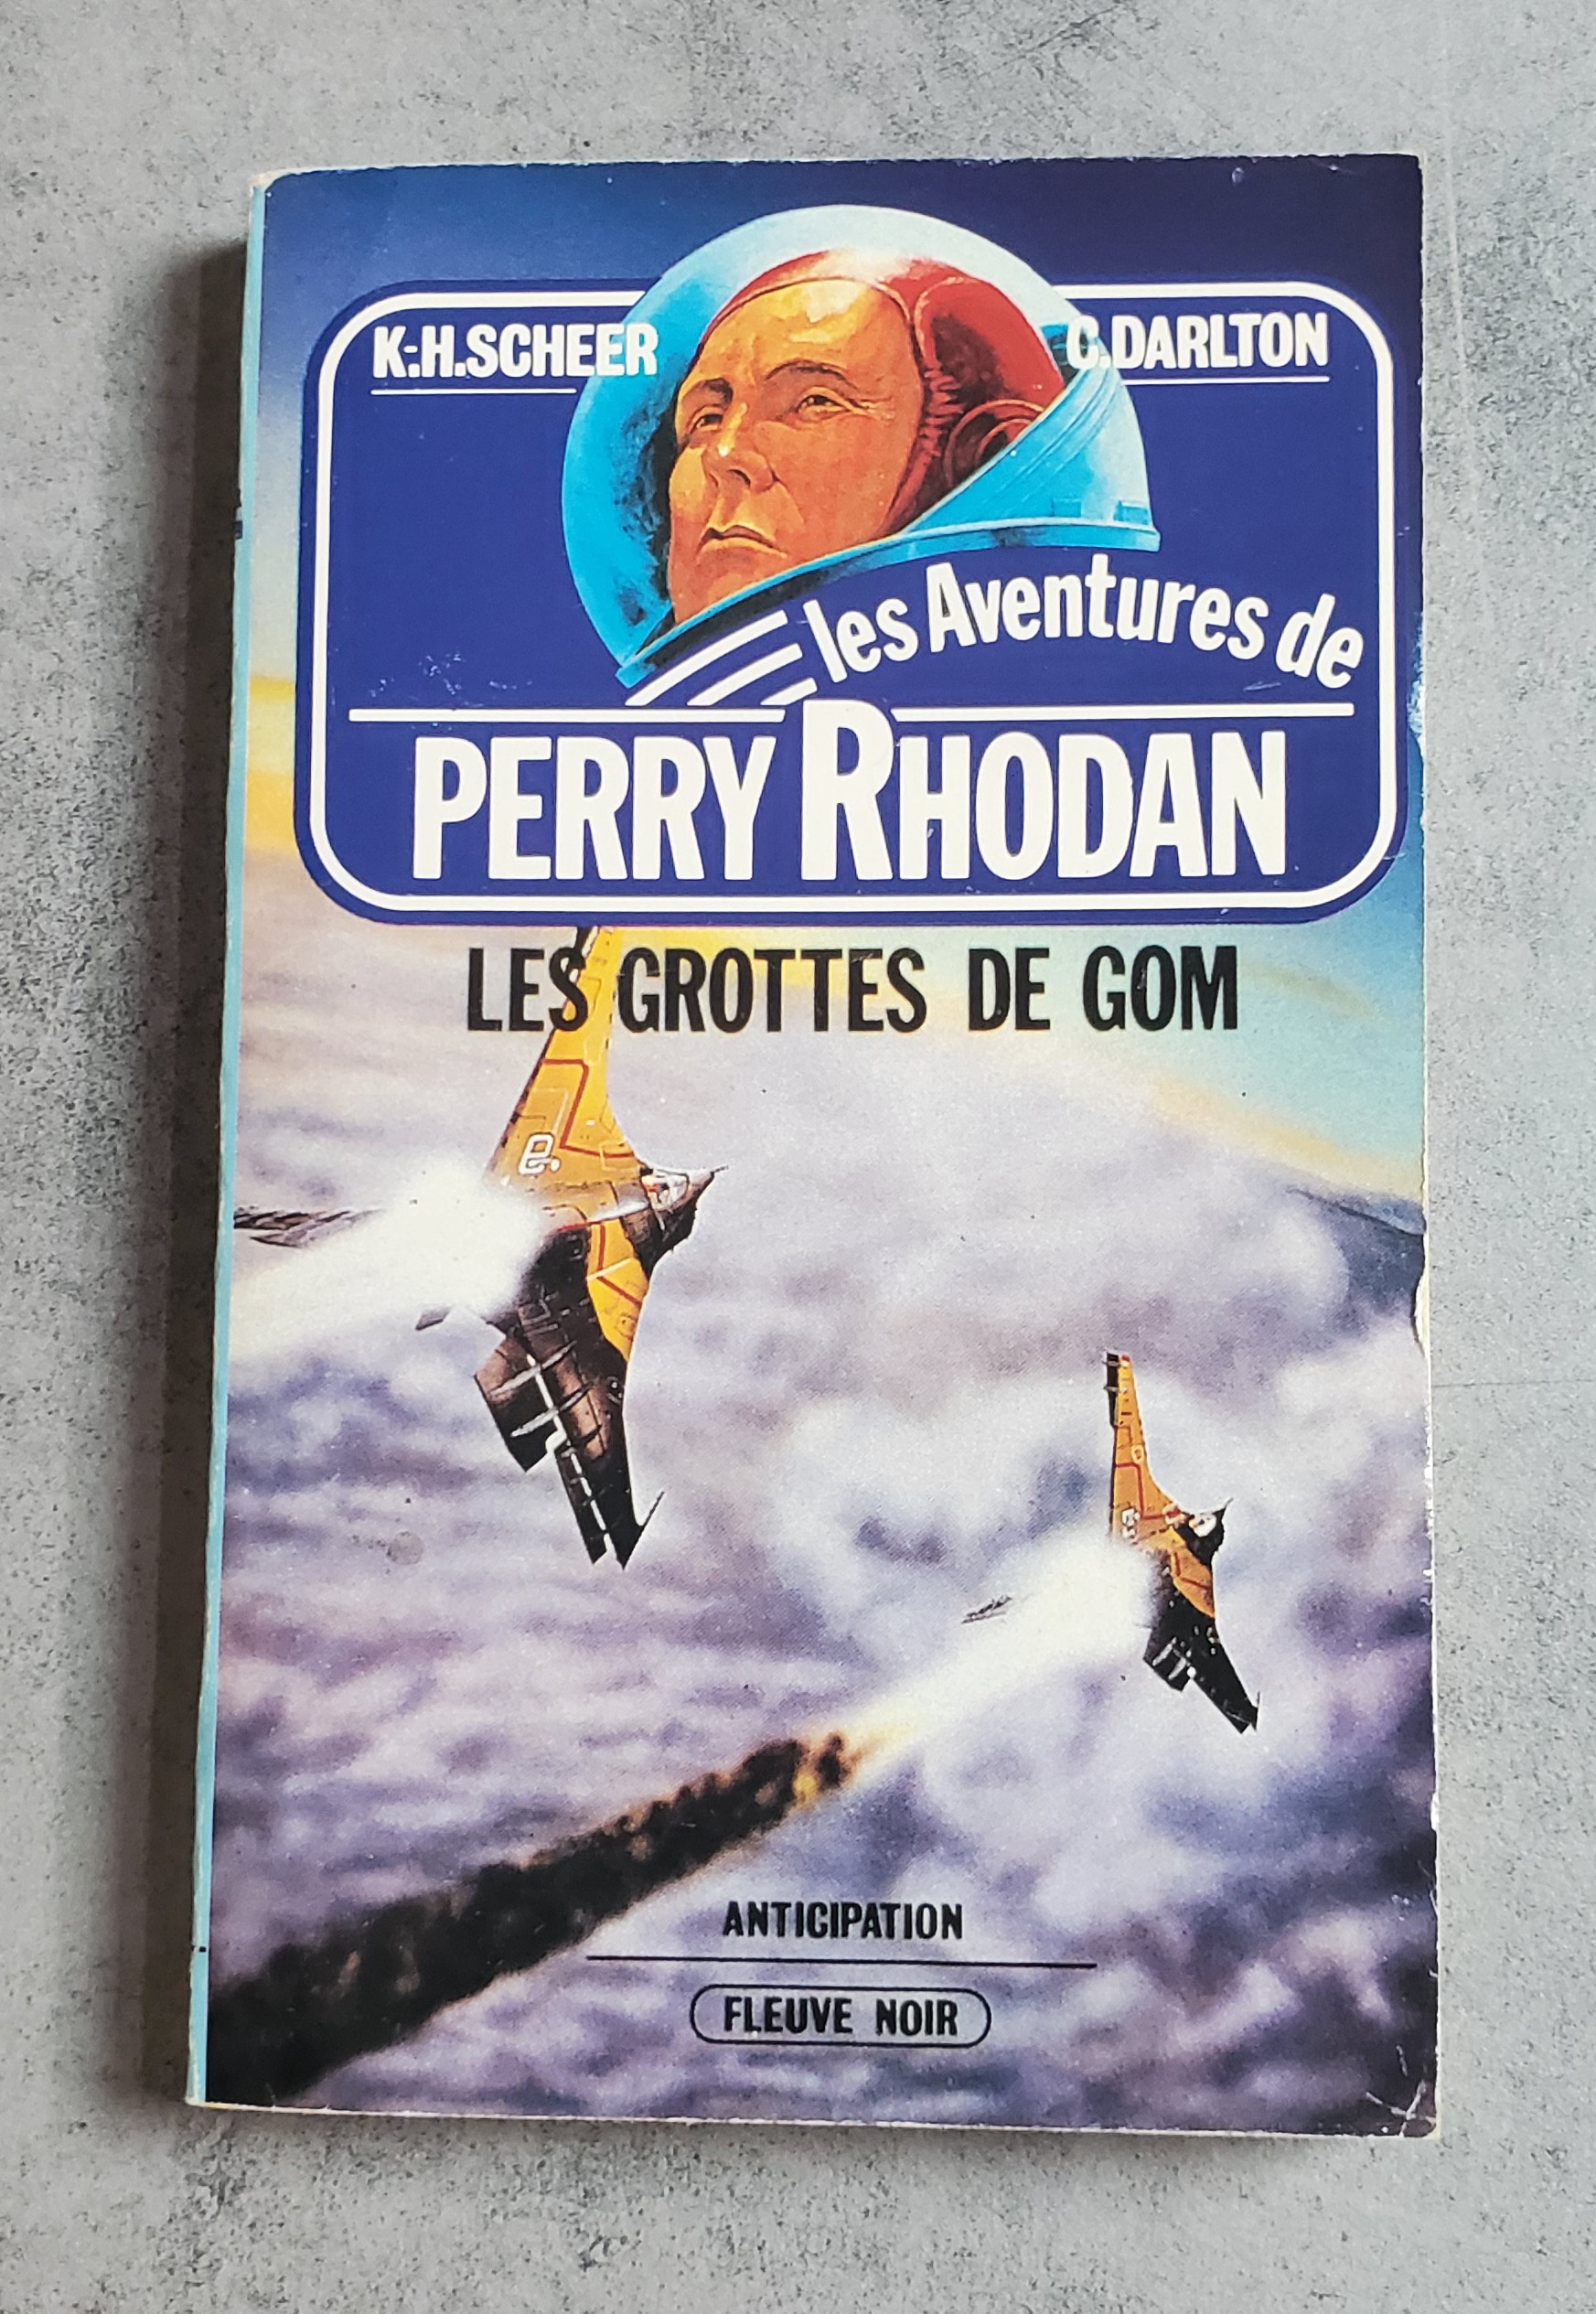 K.-H.SCHEER
C.DARLTON
les Aventures de
PERRY RHODAN
LES GROTTES DE GOM
e.
ANTICIPATION
FLEUVE NOIR